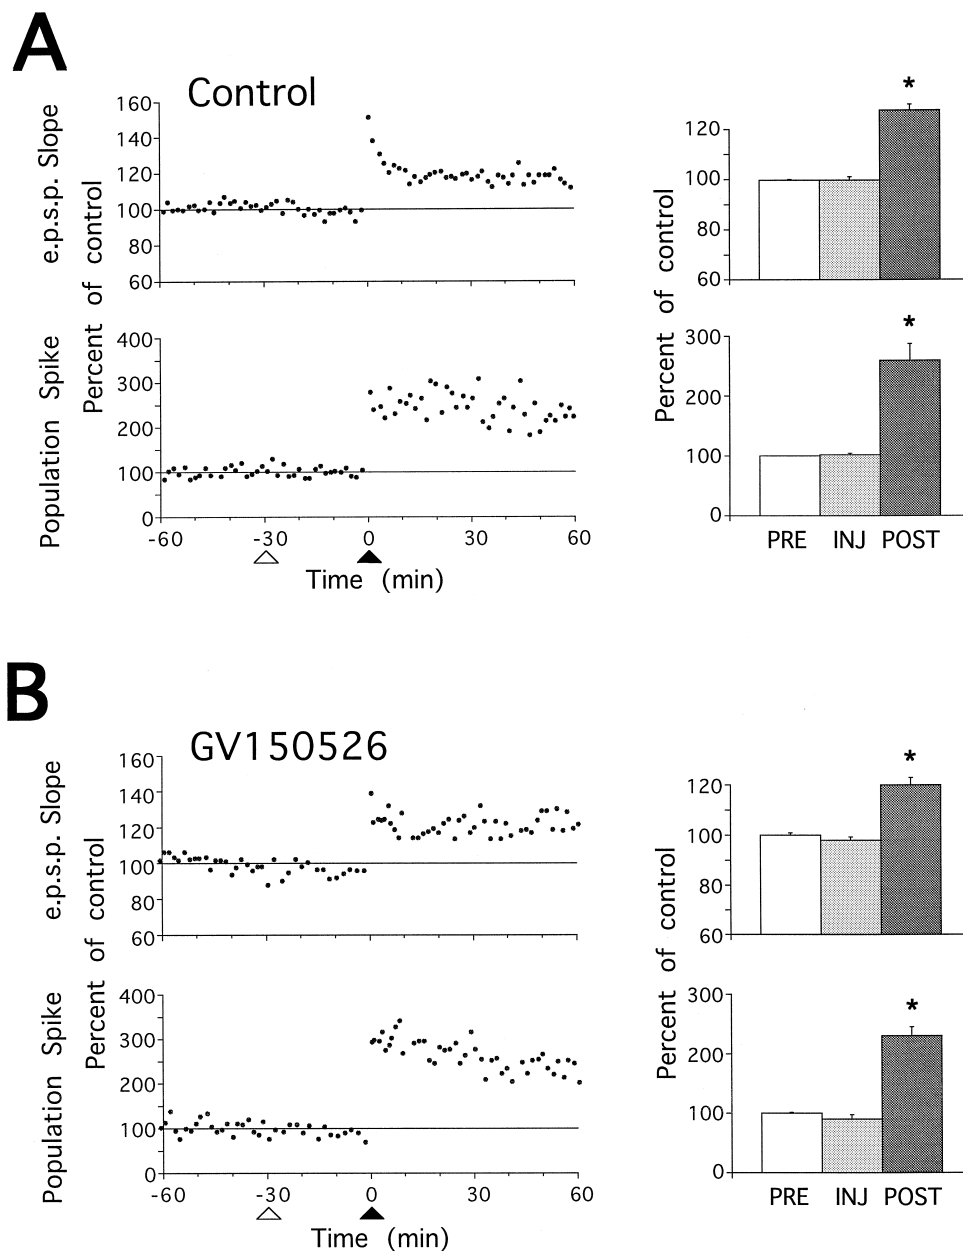 A
Control
e.p.s.p. Slope
Population Spike
Percent of control
160
140
120
100
80
60
400
300
200
100
0
-60 -30 0 30 60
Time (min)
*
120
100
80
60
Percent of control
*
300
200
100
0
PRE INJ POST
B
GV150526
e.p.s.p. Slope
Population Spike
Percent of control
160
140
120
100
80
60
400
300
200
100
0
-60 -30 0 30 60
Time (min)
*
120
100
80
60
Percent of control
*
300
200
100
0
PRE INJ POST